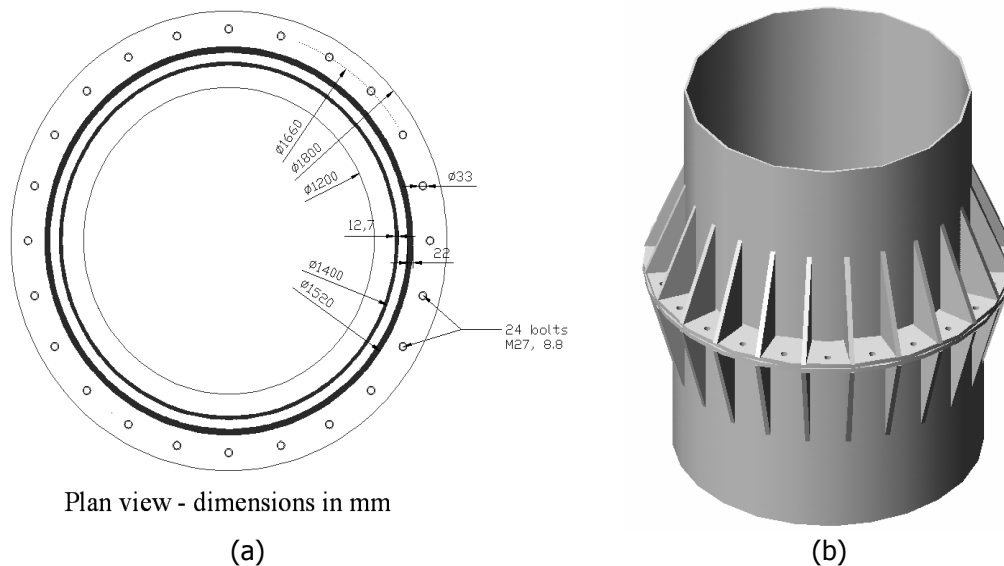 ø1660
ø1800
ø1200
ø33
12,7
22
ø1400
ø1520
24 bolts
M27, 8.8
Plan view - dimensions in mm
(a)
(b)